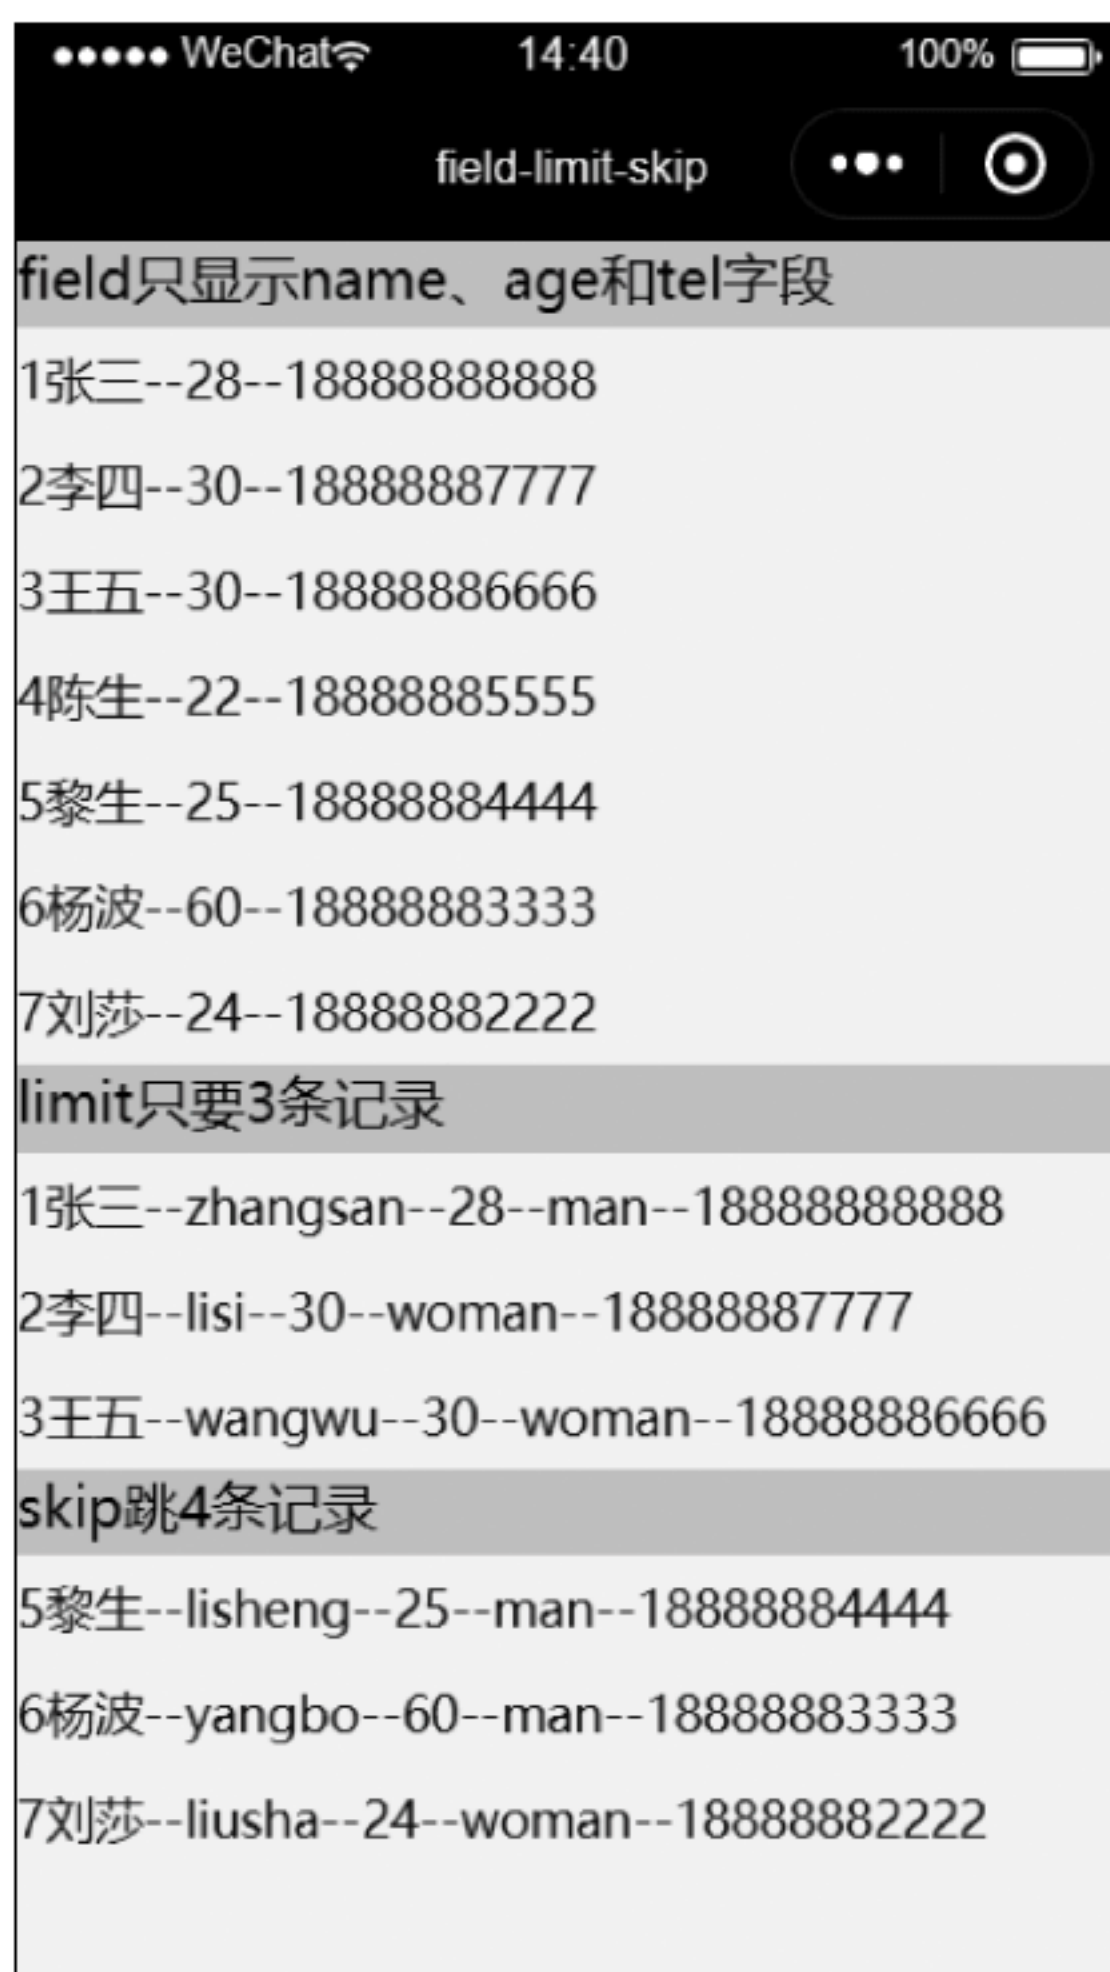 WeChat 14:40 100%
field-limit-skip
field只显示name、age和tel字段
1张三--28--18888888888
2李四--30--18888887777
3王五--30--18888886666
4陈生--22--18888885555
5黎生--25--18888884444
6杨波--60--18888883333
7刘莎--24--18888882222
limit只要3条记录
1张三--zhangsan--28--man--18888888888
2李四--lisi--30--woman--18888887777
3王五--wangwu--30--woman--18888886666
skip跳4条记录
5黎生--lisheng--25--man--18888884444
6杨波--yangbo--60--man--18888883333
7刘莎--liusha--24--woman--18888882222